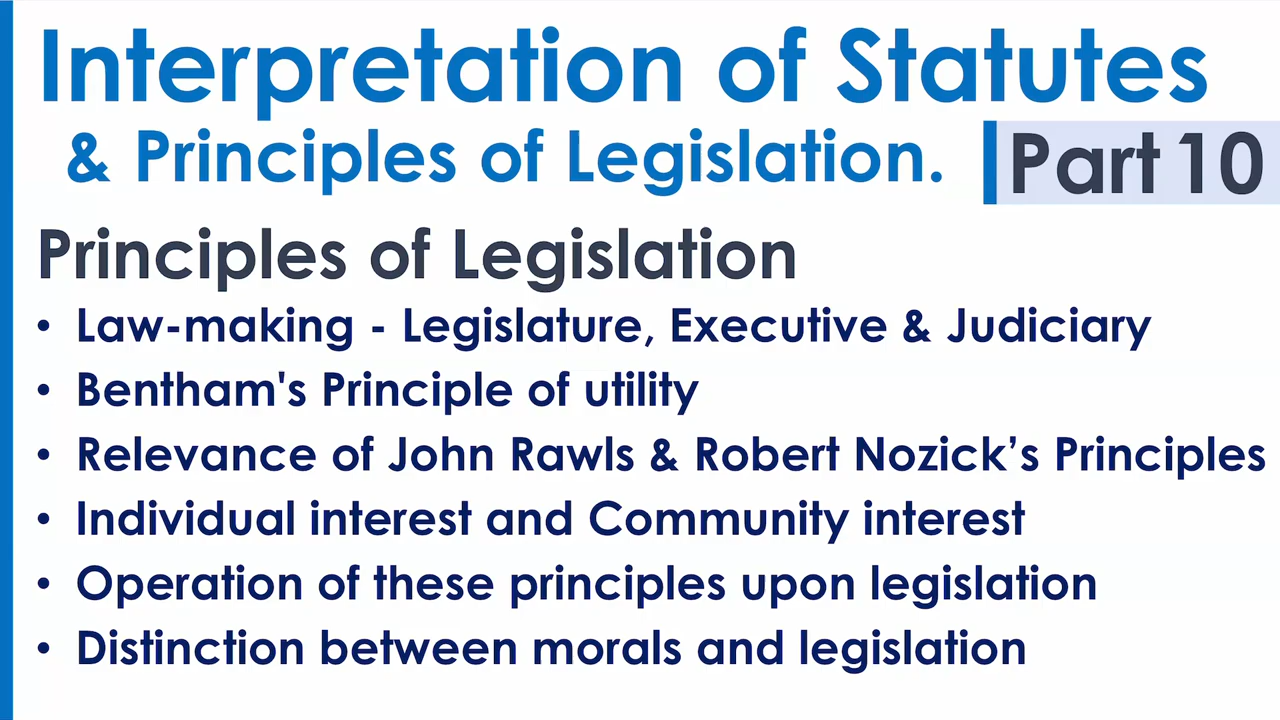 Interpretation of Statutes
& Principles of Legislation.
Part 10
Principles of Legislation
• Law-making - Legislature, Executive & Judiciary
• Bentham's Principle of utility
• Relevance of John Rawls & Robert Nozick’s Principles
• Individual interest and Community interest
• Operation of these principles upon legislation
• Distinction between morals and legislation